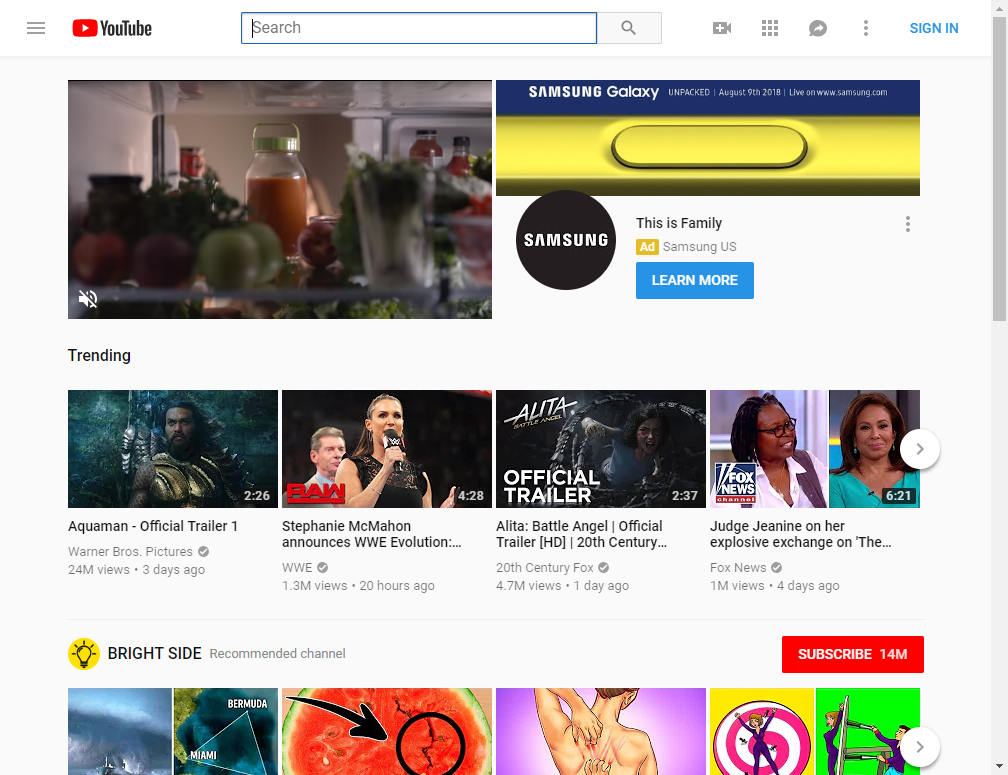 YouTube
Search
SIGN IN
SAMSUNG Galaxy UNPACKED | August 9th 2018 | Live on www.samsung.com
SAMSUNG
This is Family
Ad Samsung US
LEARN MORE
Trending
2:26
RAW
4:28
ALITA
BATTLE ANGEL
OFFICIAL
TRAILER
2:37
FOX
NEWS
channel
6:21
Aquaman - Official Trailer 1
Warner Bros. Pictures
24M views • 3 days ago
Stephanie McMahon
announces WWE Evolution:...
WWE
1.3M views • 20 hours ago
Alita: Battle Angel | Official
Trailer [HD] | 20th Century...
20th Century Fox
4.7M views • 1 day ago
Judge Jeanine on her
explosive exchange on 'The...
Fox News
1M views • 4 days ago
BRIGHT SIDE Recommended channel
SUBSCRIBE 14M
BERMUDA
MIAMI